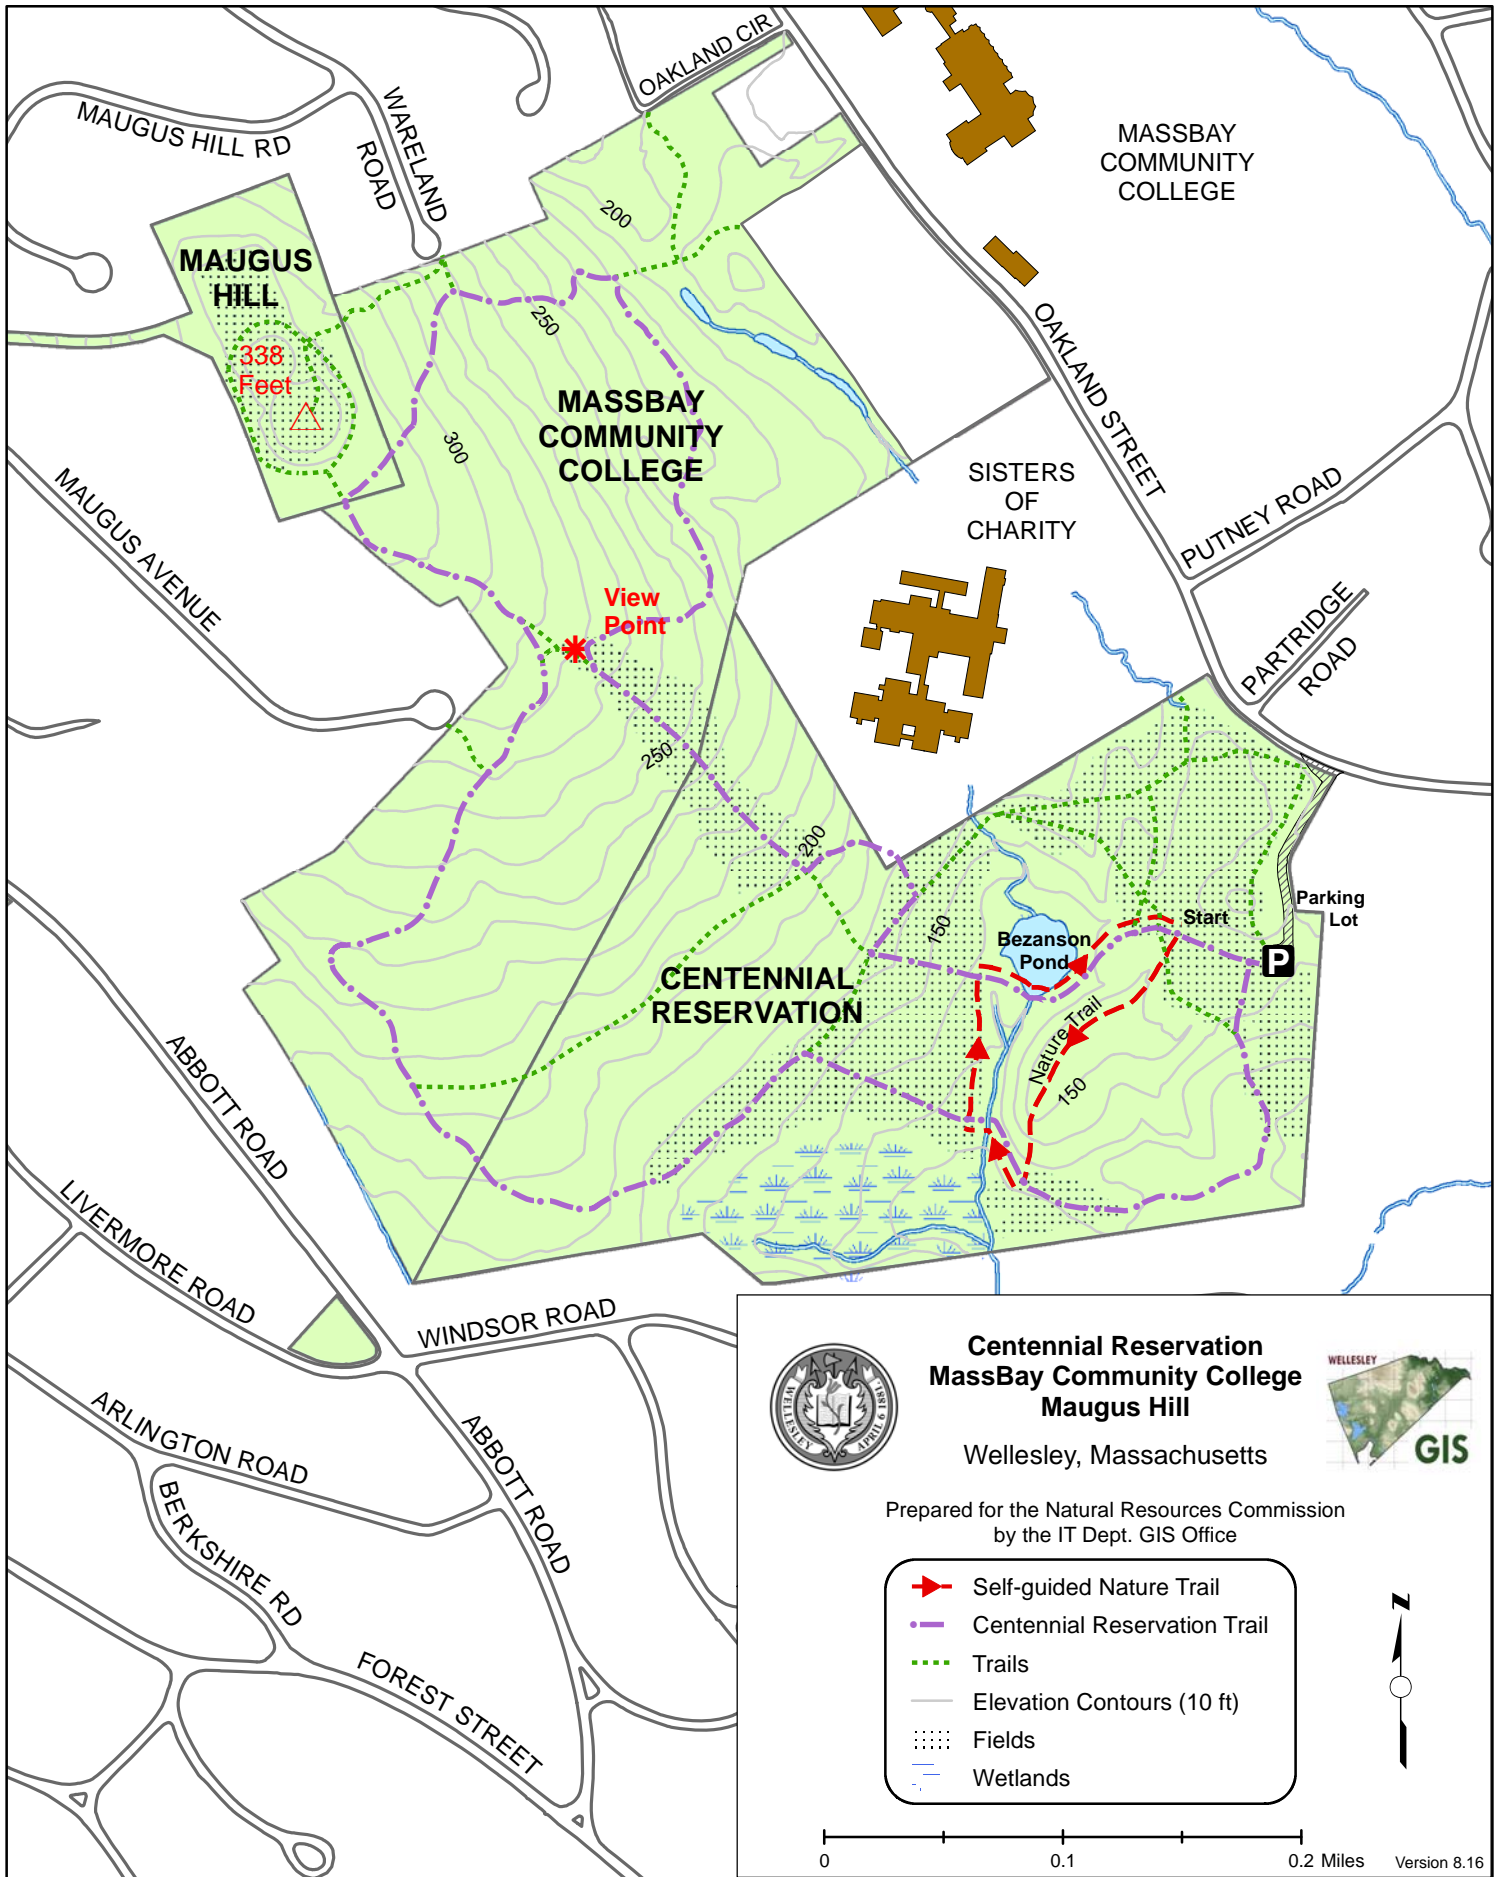 OAKLAND CIR
WARELAND
ROAD
MAUGUS HILL RD
MASSBAY
COMMUNITY
COLLEGE
200
MAUGUS
HILL
338
Feet
250
OAKLAND STREET
MASSBAY
COMMUNITY
COLLEGE
300
SISTERS
OF
CHARITY
MAUGUS AVENUE
PUTNEY ROAD
View
Point
PARTRIDGE
ROAD
250
200
Parking
Lot
Start
150
Bezanson
Pond
P
CENTENNIAL
RESERVATION
Nature Trail
150
ABBOTT ROAD
LIVERMORE ROAD
WINDSOR ROAD
ARLINGTON ROAD
ABBOTT ROAD
BERKSHIRE RD
FOREST STREET
WELLESLEY
APRIL 6 1881.
Centennial Reservation
MassBay Community College
Maugus Hill
Wellesley, Massachusetts
WELLESLEY
GIS
Prepared for the Natural Resources Commission
by the IT Dept. GIS Office
Self-guided Nature Trail
Centennial Reservation Trail
Trails
Elevation Contours (10 ft)
Fields
Wetlands
z
0
0.1
0.2 Miles
Version 8.16